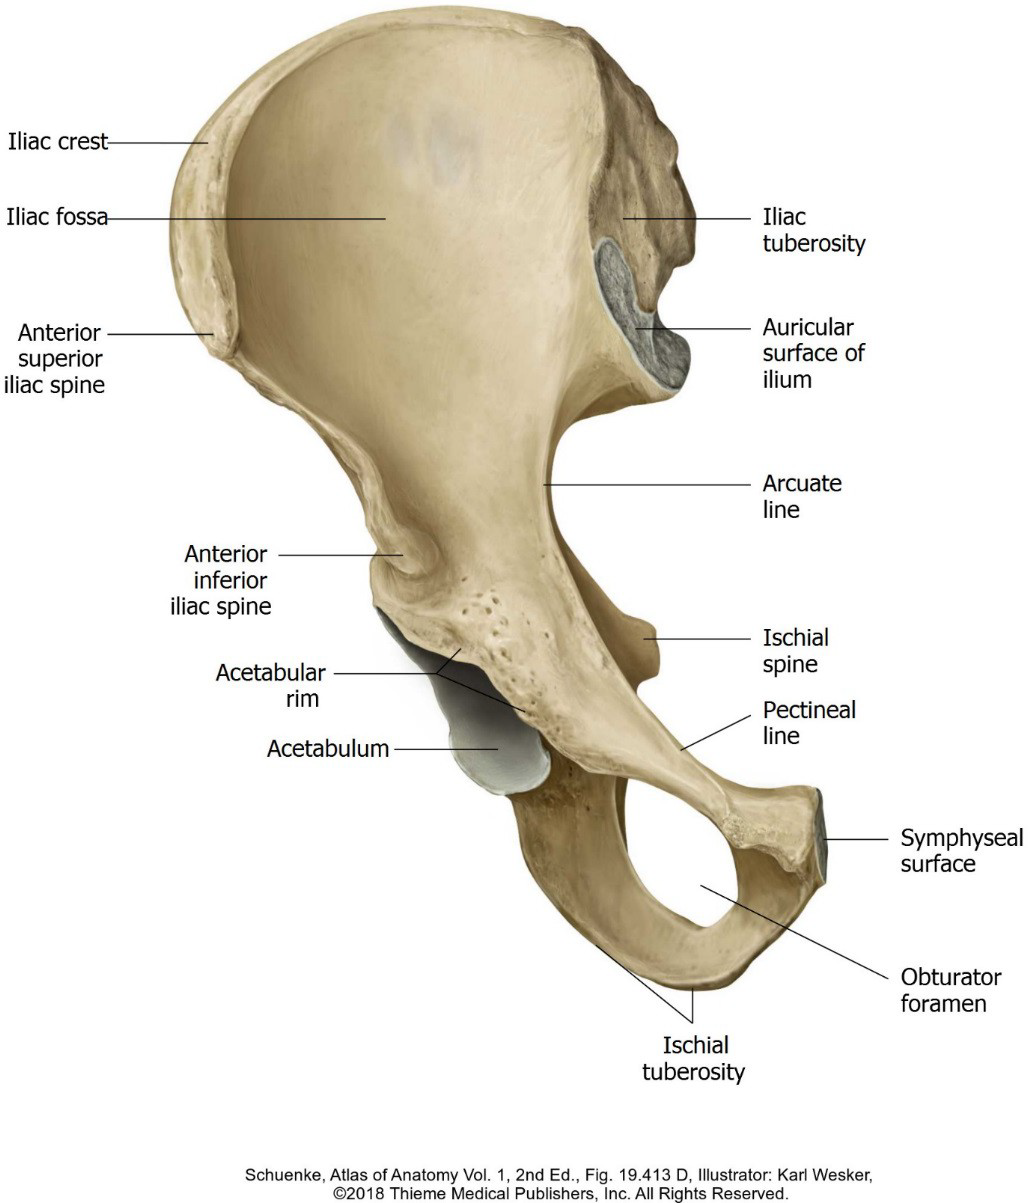 Iliac crest
Iliac fossa
Anterior
superior
iliac spine
Anterior
inferior
iliac spine
Acetabular
rim
Acetabulum
Iliac
tuberosity
Auricular
surface of
ilium
Arcuate
line
Ischial
spine
Pectineal
line
Symphyseal
surface
Obturator
foramen
Ischial
tuberosity
Schuenke, Atlas of Anatomy Vol. 1, 2nd Ed., Fig. 19.413 D, Illustrator: Karl Wesker,
©2018 Thieme Medical Publishers, Inc. All Rights Reserved.